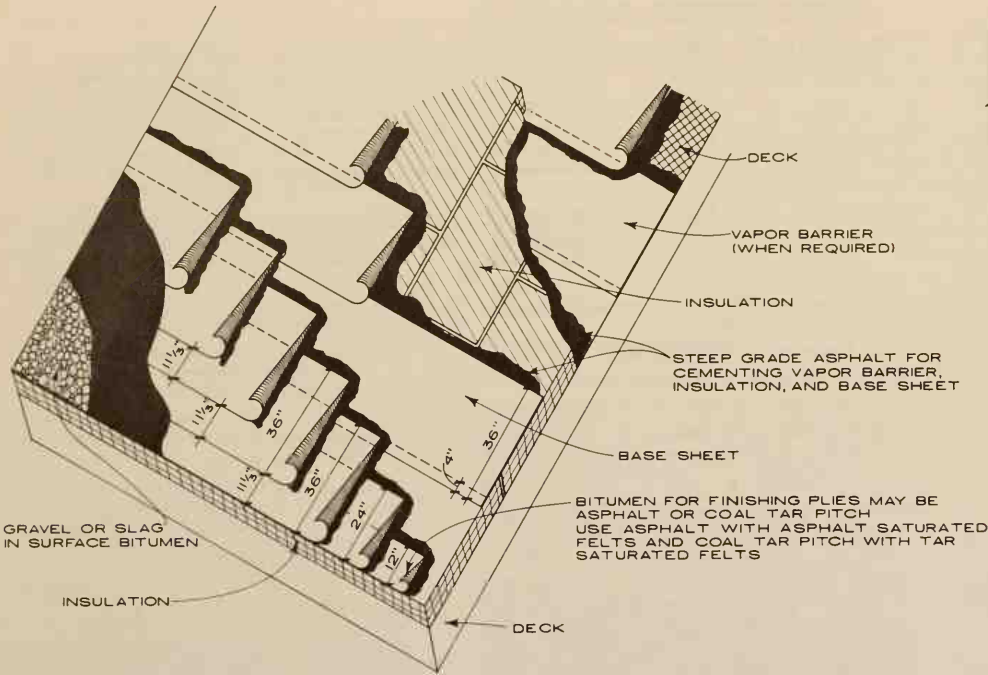 DECK
VAPOR BARRIER
(WHEN REQUIRED)
INSULATION
STEEP GRADE ASPHALT FOR
CEMENTING VAPOR BARRIER,
INSULATION, AND BASE SHEET
11⅓"
11⅓"
36"
11⅓"
36"
24"
12"
4"
36"
BASE SHEET
BITUMEN FOR FINISHING PLIES MAY BE
ASPHALT OR COAL TAR PITCH
USE ASPHALT WITH ASPHALT SATURATED
FELTS AND COAL TAR PITCH WITH TAR
SATURATED FELTS
GRAVEL OR SLAG
IN SURFACE BITUMEN
INSULATION
DECK